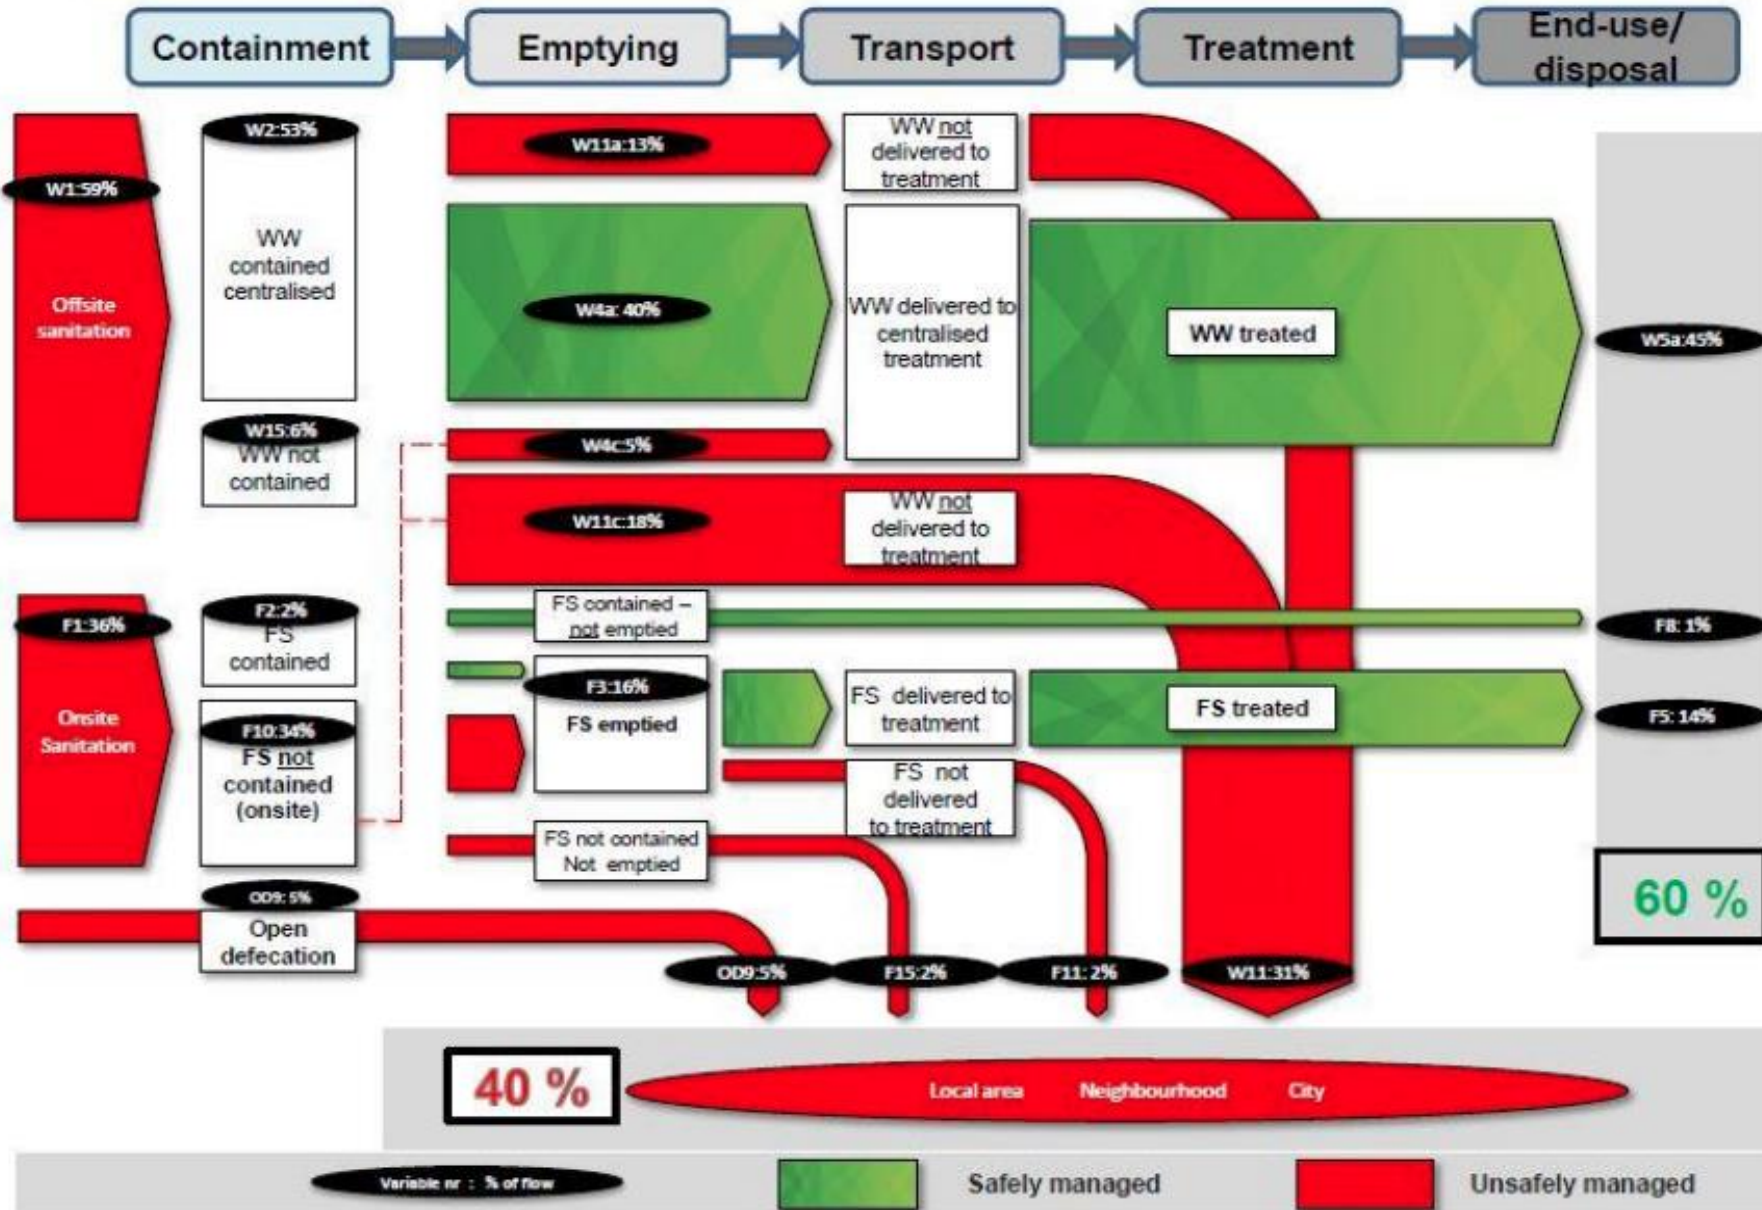 Containment
Emptying
Transport
Treatment
End-use/
disposal
W1:59%
Offsite
sanitation
W2:53%
WW
contained
centralised
W15:6%
WW not
contained
W11a:13%
WW not
delivered to
treatment
W4a: 40%
WW delivered to
centralised
treatment
WW treated
W5a:45%
W4c:5%
W11c:18%
WW not
delivered to
treatment
F1:36%
Onsite
Sanitation
F2:2%
FS
contained
F10:34%
FS not
contained
(onsite)
FS contained –
not emptied
F8: 1%
F3:16%
FS emptied
FS delivered to
treatment
FS treated
F5: 14%
FS not
delivered
to treatment
FS not contained
Not emptied
OD9: 5%
Open
defecation
OD9:5%
F15:2%
F11: 2%
W11:31%
60 %
40 %
Local area Neighbourhood City
Variable nr : % of flow
Safely managed
Unsafely managed